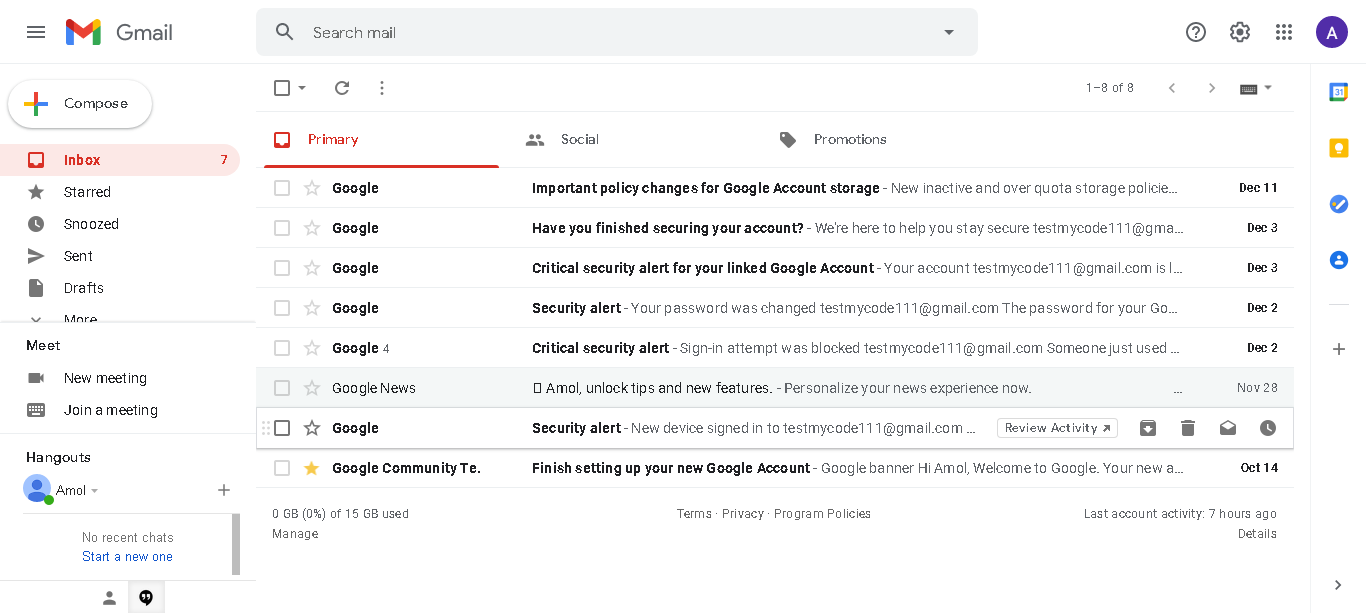 Gmail
Search mail
A
Compose
1–8 of 8
31
Primary
Social
Promotions
Inbox 7
Starred
Snoozed
Sent
Drafts
More
Google Important policy changes for Google Account storage - New inactive and over quota storage policie... Dec 11
Google Have you finished securing your account? - We're here to help you stay secure testmycode111@gma... Dec 3
Google Critical security alert for your linked Google Account - Your account testmycode111@gmail.com is l... Dec 3
Google Security alert - Your password was changed testmycode111@gmail.com The password for your Go... Dec 2
Google 4 Critical security alert - Sign-in attempt was blocked testmycode111@gmail.com Someone just used ... Dec 2
Google News Amol, unlock tips and new features. - Personalize your news experience now. ... Nov 28
Google Security alert - New device signed in to testmycode111@gmail.com ... Review Activity
Google Community Te. Finish setting up your new Google Account - Google banner Hi Amol, Welcome to Google. Your new a... Oct 14
Meet
New meeting
Join a meeting
Hangouts
Amol
No recent chats
Start a new one
0 GB (0%) of 15 GB used
Manage
Terms · Privacy · Program Policies
Last account activity: 7 hours ago
Details